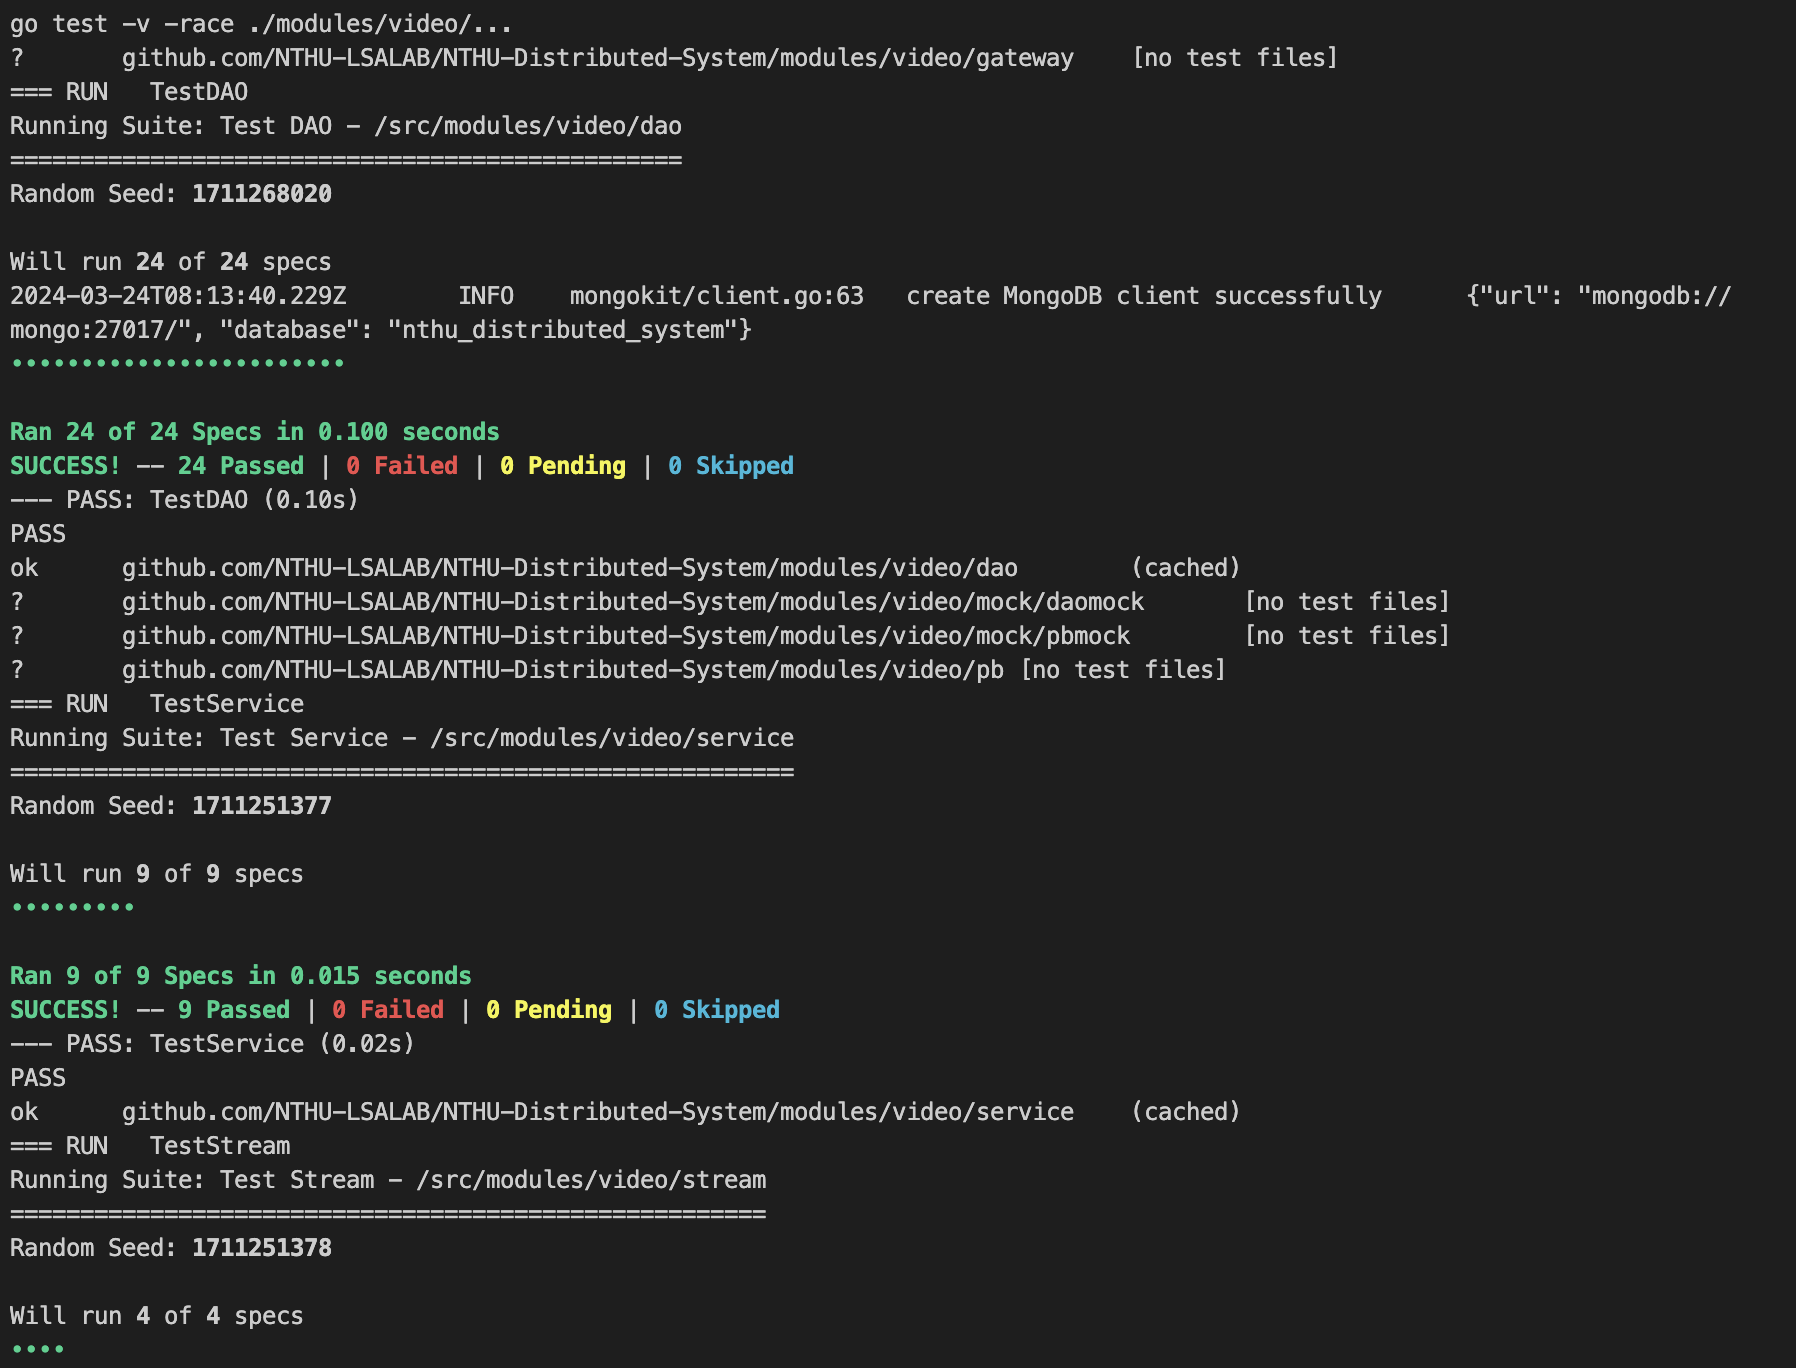 go test -v -race ./modules/video/...
?       github.com/NTHU-LSALAB/NTHU-Distributed-System/modules/video/gateway    [no test files]
=== RUN   TestDAO
Running Suite: Test DAO - /src/modules/video/dao
================================================
Random Seed: 1711268020
Will run 24 of 24 specs
2024-03-24T08:13:40.229Z        INFO    mongokit/client.go:63   create MongoDB client successfully      {"url": "mongodb://
mongo:27017/", "database": "nthu_distributed_system"}
••••••••••••••••••••••••
Ran 24 of 24 Specs in 0.100 seconds
SUCCESS! -- 24 Passed | 0 Failed | 0 Pending | 0 Skipped
--- PASS: TestDAO (0.10s)
PASS
ok      github.com/NTHU-LSALAB/NTHU-Distributed-System/modules/video/dao        (cached)
?       github.com/NTHU-LSALAB/NTHU-Distributed-System/modules/video/mock/daomock       [no test files]
?       github.com/NTHU-LSALAB/NTHU-Distributed-System/modules/video/mock/pbmock        [no test files]
?       github.com/NTHU-LSALAB/NTHU-Distributed-System/modules/video/pb [no test files]
=== RUN   TestService
Running Suite: Test Service - /src/modules/video/service
========================================================
Random Seed: 1711251377
Will run 9 of 9 specs
•••••••••
Ran 9 of 9 Specs in 0.015 seconds
SUCCESS! -- 9 Passed | 0 Failed | 0 Pending | 0 Skipped
--- PASS: TestService (0.02s)
PASS
ok      github.com/NTHU-LSALAB/NTHU-Distributed-System/modules/video/service    (cached)
=== RUN   TestStream
Running Suite: Test Stream - /src/modules/video/stream
======================================================
Random Seed: 1711251378
Will run 4 of 4 specs
••••